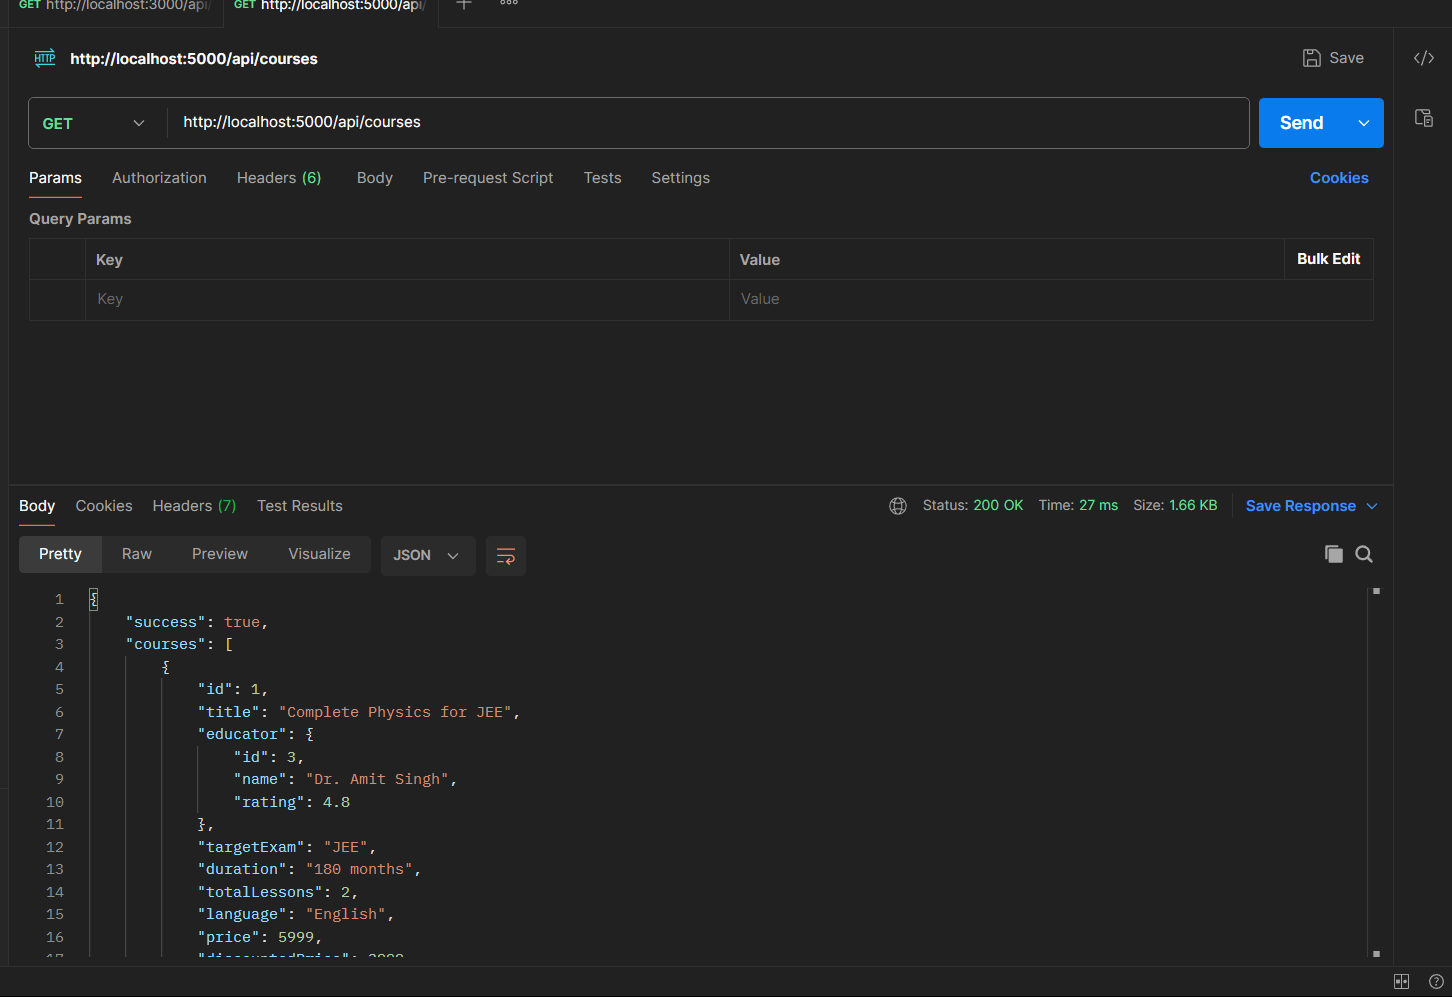 GET http://localhost:3000/api/ GET http://localhost:5000/api/
HTTP http://localhost:5000/api/courses Save
GET http://localhost:5000/api/courses Send
Params Authorization Headers (6) Body Pre-request Script Tests Settings Cookies
Query Params
Key Value Bulk Edit
Key Value
Body Cookies Headers (7) Test Results Status: 200 OK Time: 27 ms Size: 1.66 KB Save Response
Pretty Raw Preview Visualize JSON
1 {
2 "success": true,
3 "courses": [
4 {
5 "id": 1,
6 "title": "Complete Physics for JEE",
7 "educator": {
8 "id": 3,
9 "name": "Dr. Amit Singh",
10 "rating": 4.8
11 },
12 "targetExam": "JEE",
13 "duration": "180 months",
14 "totalLessons": 2,
15 "language": "English",
16 "price": 5999,
17 "discountedPrice":